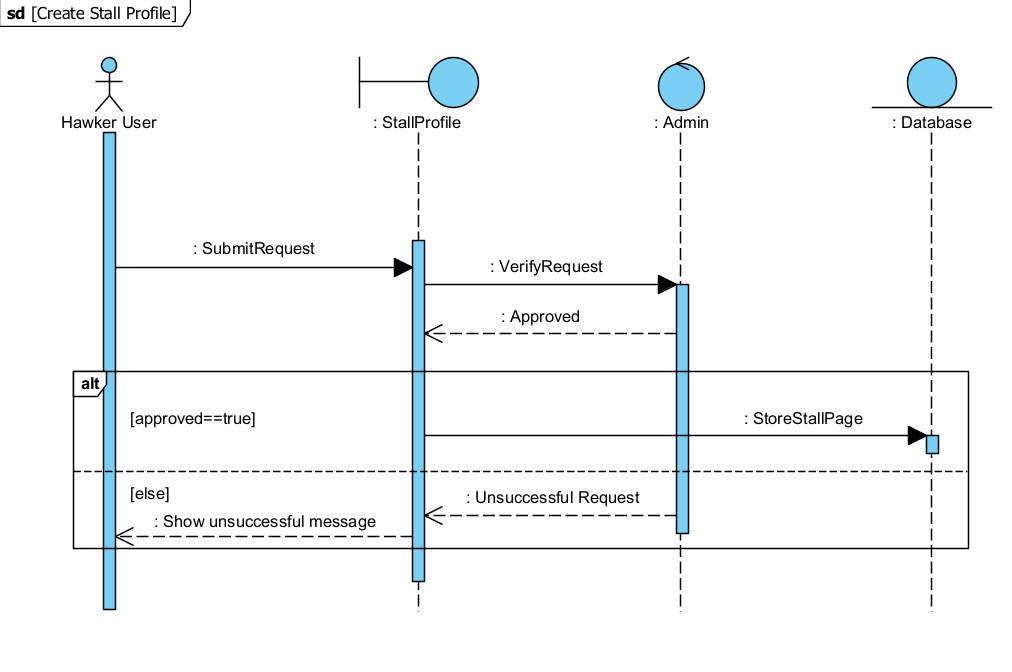 sd [Create Stall Profile]
Hawker User
: StallProfile
: Admin
: Database
: SubmitRequest
: VerifyRequest
: Approved
alt
[approved==true]
: StoreStallPage
[else]
: Unsuccessful Request
: Show unsuccessful message